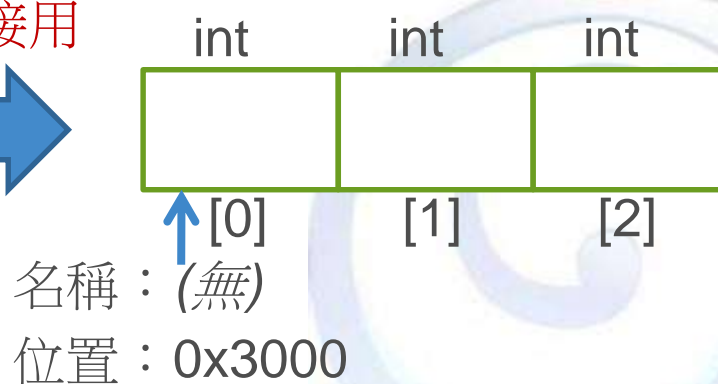 接用
int int int
[0] [1] [2]
名稱：(無)
位置：0x3000